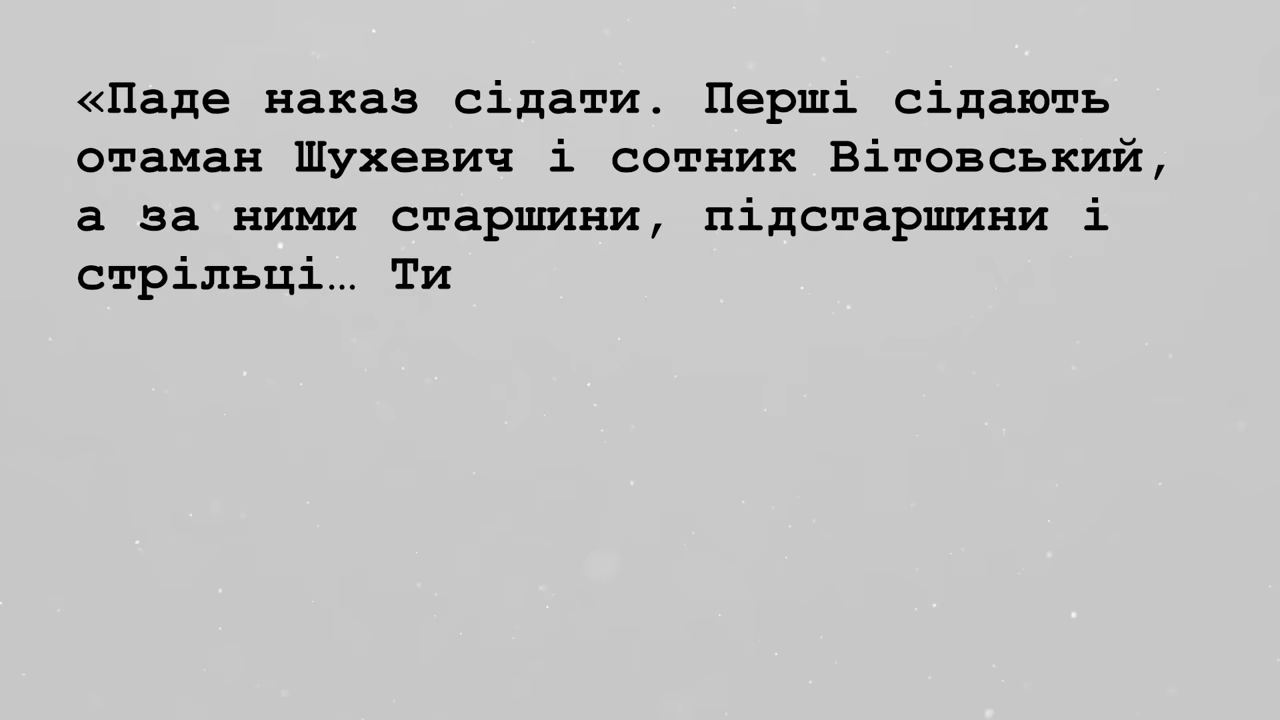 «Паде наказ сідати. Перші сідають
отаман Шухевич і сотник Вітовський,
а за ними старшини, підстаршини і
стрільці… Ти